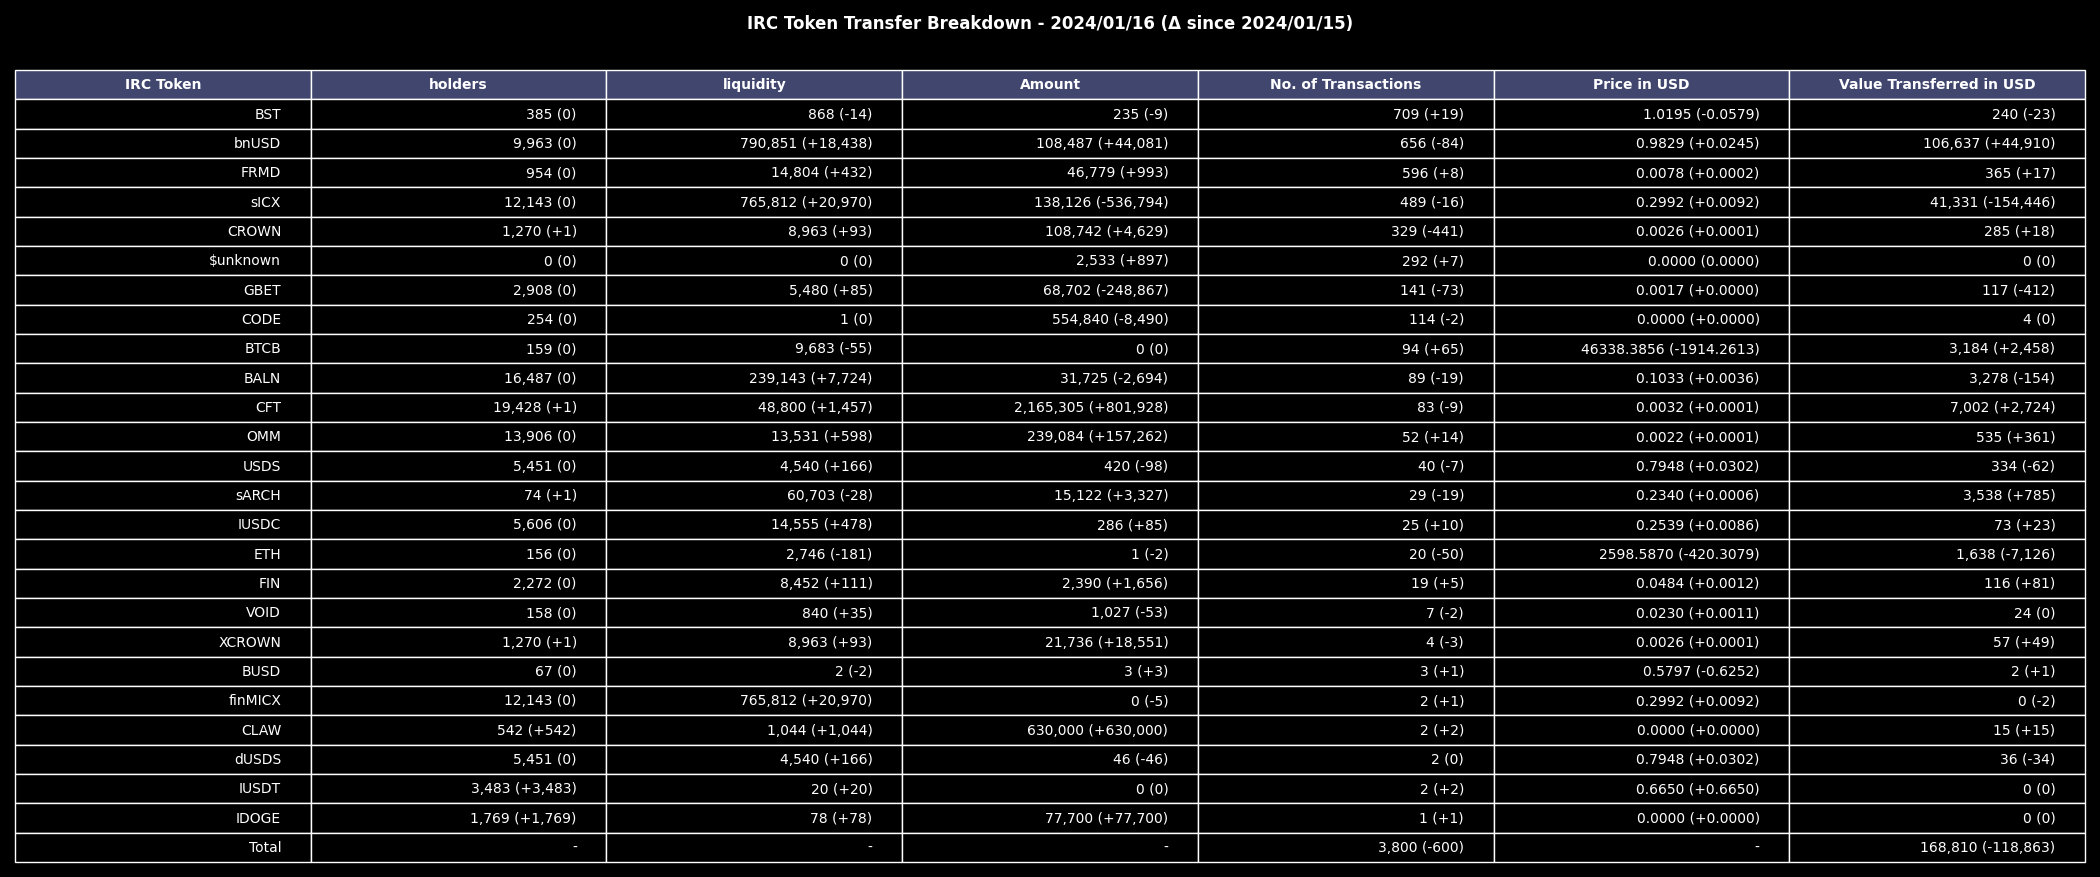 IRC Token Transfer Breakdown - 2024/01/16 (Δ since 2024/01/15)
IRC Token holders liquidity Amount No. of Transactions Price in USD Value Transferred in USD
BST 385 (0) 868 (-14) 235 (-9) 709 (+19) 1.0195 (-0.0579) 240 (-23)
bnUSD 9,963 (0) 790,851 (+18,438) 108,487 (+44,081) 656 (-84) 0.9829 (+0.0245) 106,637 (+44,910)
FRMD 954 (0) 14,804 (+432) 46,779 (+993) 596 (+8) 0.0078 (+0.0002) 365 (+17)
sICX 12,143 (0) 765,812 (+20,970) 138,126 (-536,794) 489 (-16) 0.2992 (+0.0092) 41,331 (-154,446)
CROWN 1,270 (+1) 8,963 (+93) 108,742 (+4,629) 329 (-441) 0.0026 (+0.0001) 285 (+18)
$unknown 0 (0) 0 (0) 2,533 (+897) 292 (+7) 0.0000 (0.0000) 0 (0)
GBET 2,908 (0) 5,480 (+85) 68,702 (-248,867) 141 (-73) 0.0017 (+0.0000) 117 (-412)
CODE 254 (0) 1 (0) 554,840 (-8,490) 114 (-2) 0.0000 (+0.0000) 4 (0)
BTCB 159 (0) 9,683 (-55) 0 (0) 94 (+65) 46338.3856 (-1914.2613) 3,184 (+2,458)
BALN 16,487 (0) 239,143 (+7,724) 31,725 (-2,694) 89 (-19) 0.1033 (+0.0036) 3,278 (-154)
CFT 19,428 (+1) 48,800 (+1,457) 2,165,305 (+801,928) 83 (-9) 0.0032 (+0.0001) 7,002 (+2,724)
OMM 13,906 (0) 13,531 (+598) 239,084 (+157,262) 52 (+14) 0.0022 (+0.0001) 535 (+361)
USDS 5,451 (0) 4,540 (+166) 420 (-98) 40 (-7) 0.7948 (+0.0302) 334 (-62)
sARCH 74 (+1) 60,703 (-28) 15,122 (+3,327) 29 (-19) 0.2340 (+0.0006) 3,538 (+785)
IUSDC 5,606 (0) 14,555 (+478) 286 (+85) 25 (+10) 0.2539 (+0.0086) 73 (+23)
ETH 156 (0) 2,746 (-181) 1 (-2) 20 (-50) 2598.5870 (-420.3079) 1,638 (-7,126)
FIN 2,272 (0) 8,452 (+111) 2,390 (+1,656) 19 (+5) 0.0484 (+0.0012) 116 (+81)
VOID 158 (0) 840 (+35) 1,027 (-53) 7 (-2) 0.0230 (+0.0011) 24 (0)
XCROWN 1,270 (+1) 8,963 (+93) 21,736 (+18,551) 4 (-3) 0.0026 (+0.0001) 57 (+49)
BUSD 67 (0) 2 (-2) 3 (+3) 3 (+1) 0.5797 (-0.6252) 2 (+1)
finMICX 12,143 (0) 765,812 (+20,970) 0 (-5) 2 (+1) 0.2992 (+0.0092) 0 (-2)
CLAW 542 (+542) 1,044 (+1,044) 630,000 (+630,000) 2 (+2) 0.0000 (+0.0000) 15 (+15)
dUSDS 5,451 (0) 4,540 (+166) 46 (-46) 2 (0) 0.7948 (+0.0302) 36 (-34)
IUSDT 3,483 (+3,483) 20 (+20) 0 (0) 2 (+2) 0.6650 (+0.6650) 0 (0)
IDOGE 1,769 (+1,769) 78 (+78) 77,700 (+77,700) 1 (+1) 0.0000 (+0.0000) 0 (0)
Total - - - 3,800 (-600) - 168,810 (-118,863)